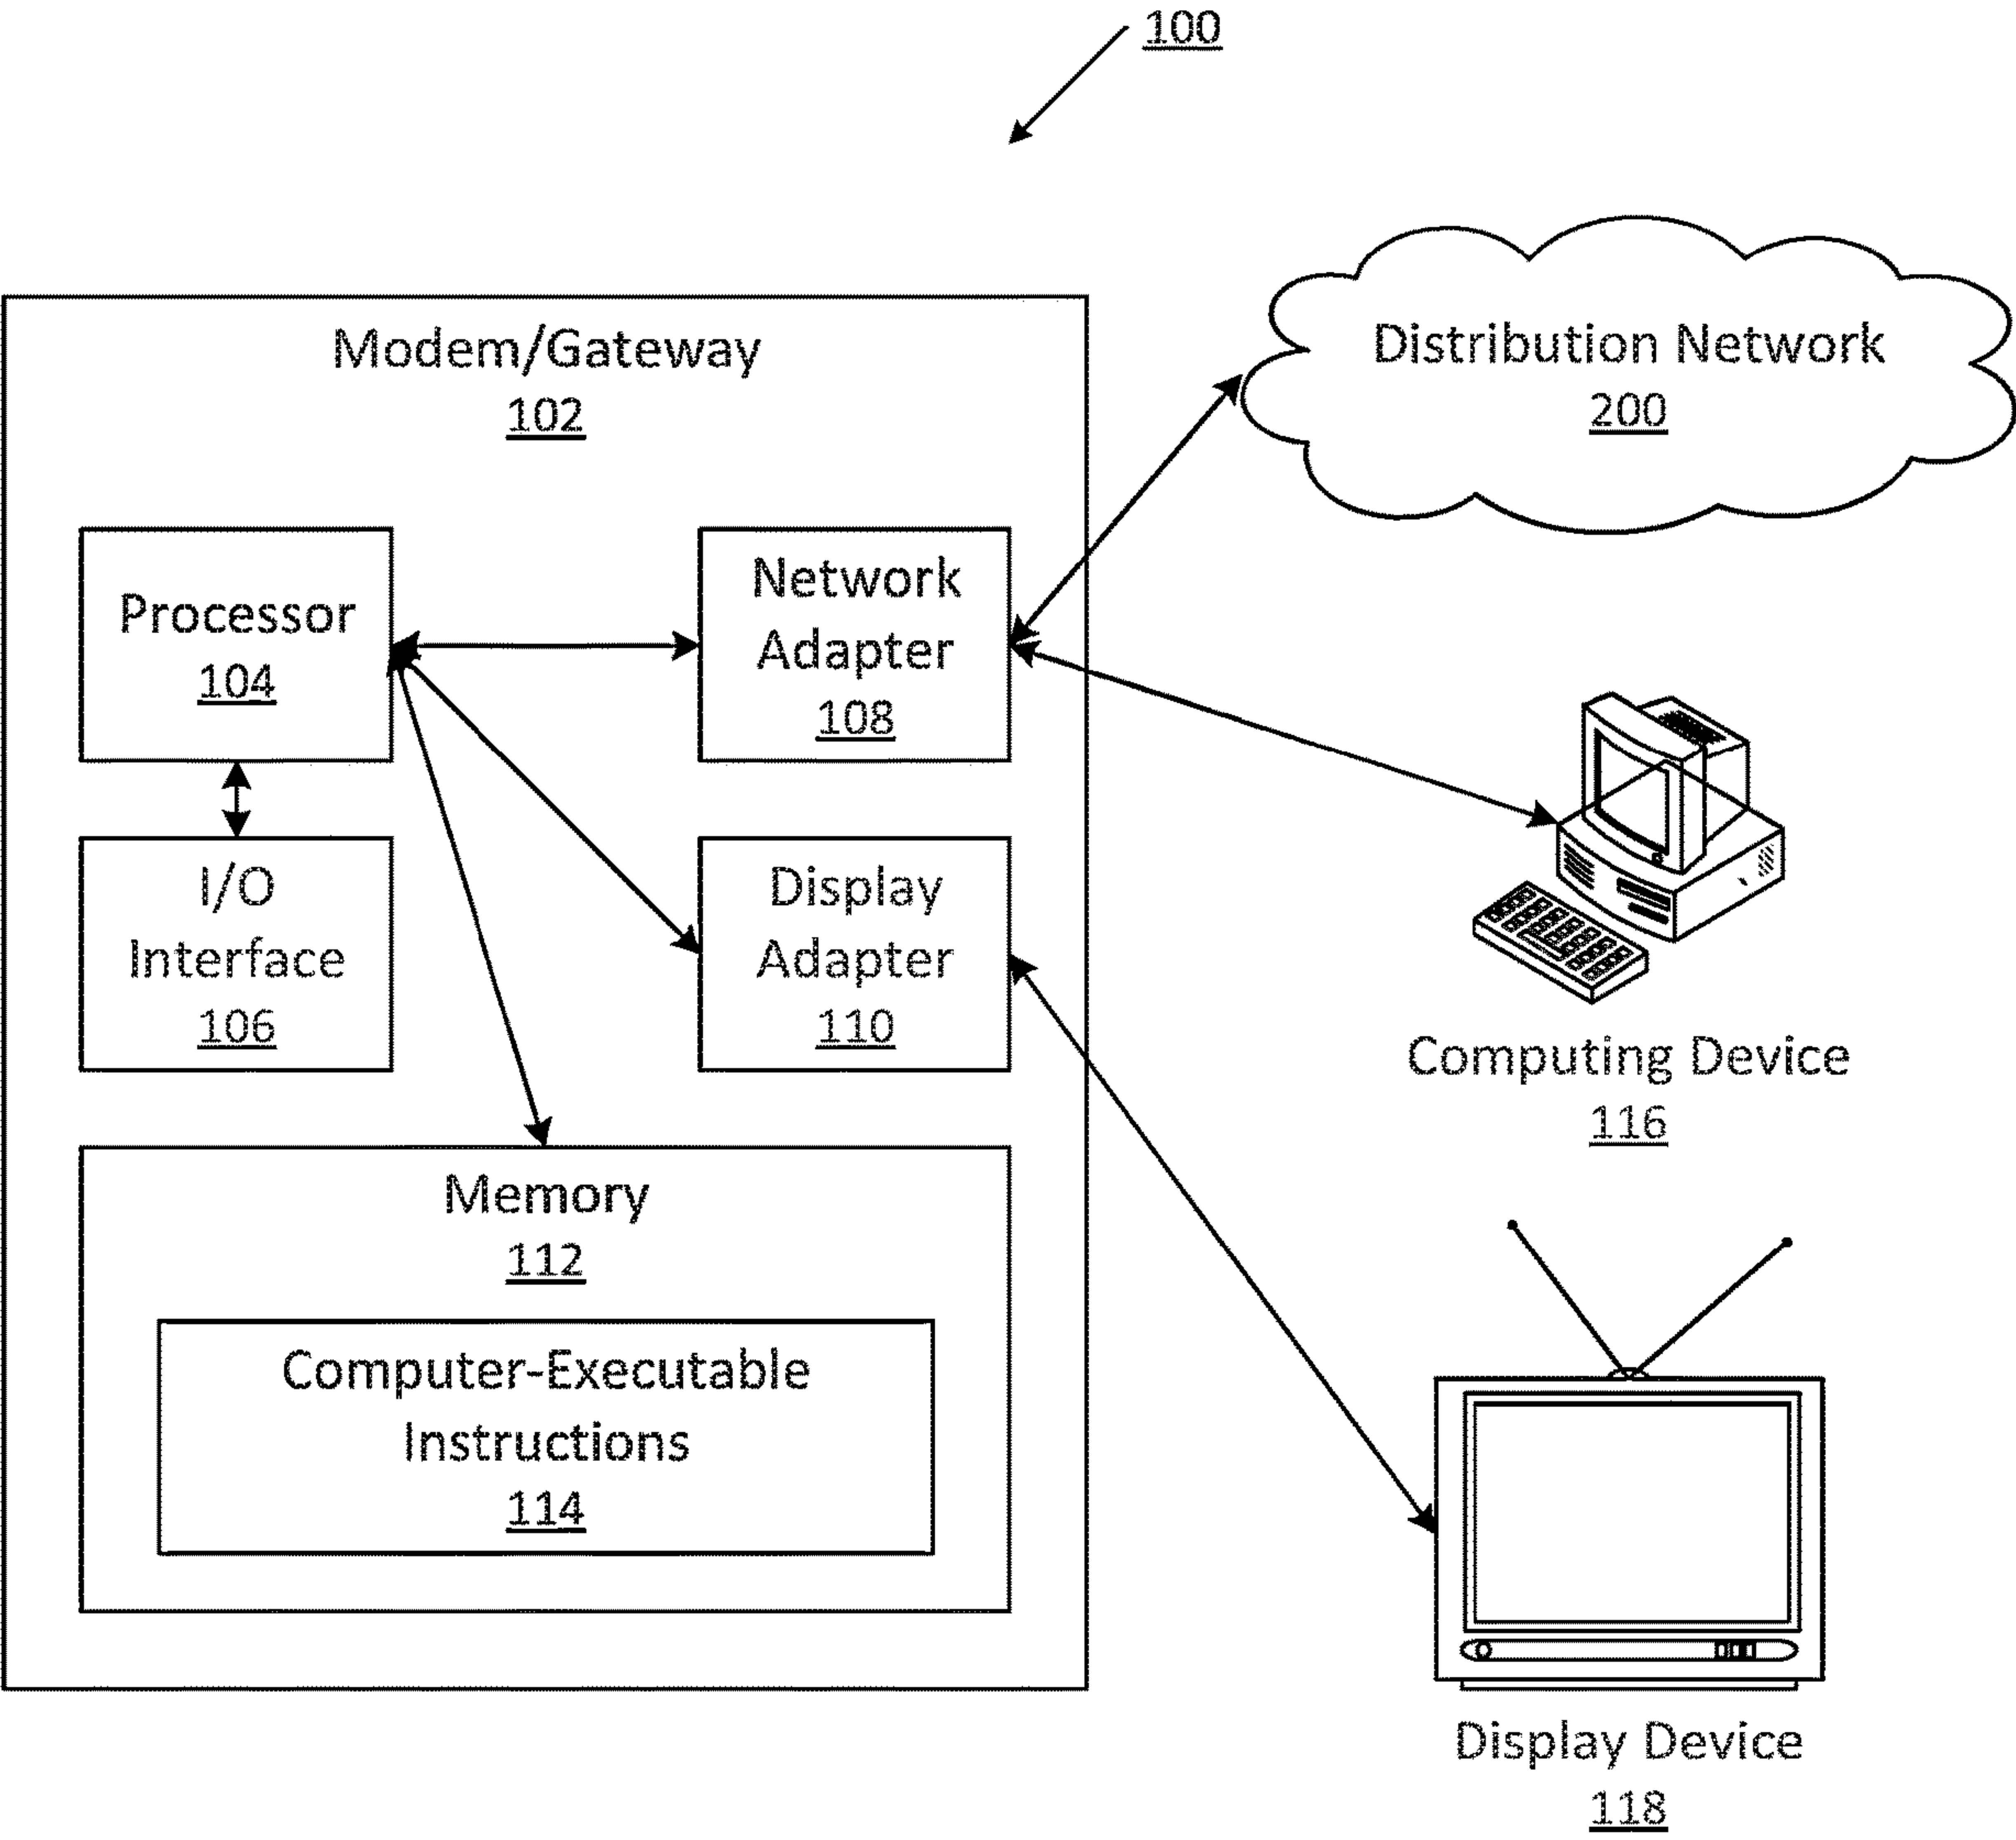 100
Modem/Gateway
102
Distribution Network
200
Processor
104
Network
Adapter
108
I/O
Interface
106
Display
Adapter
110
Computing Device
116
Memory
112
Computer-Executable
Instructions
114
Display Device
118